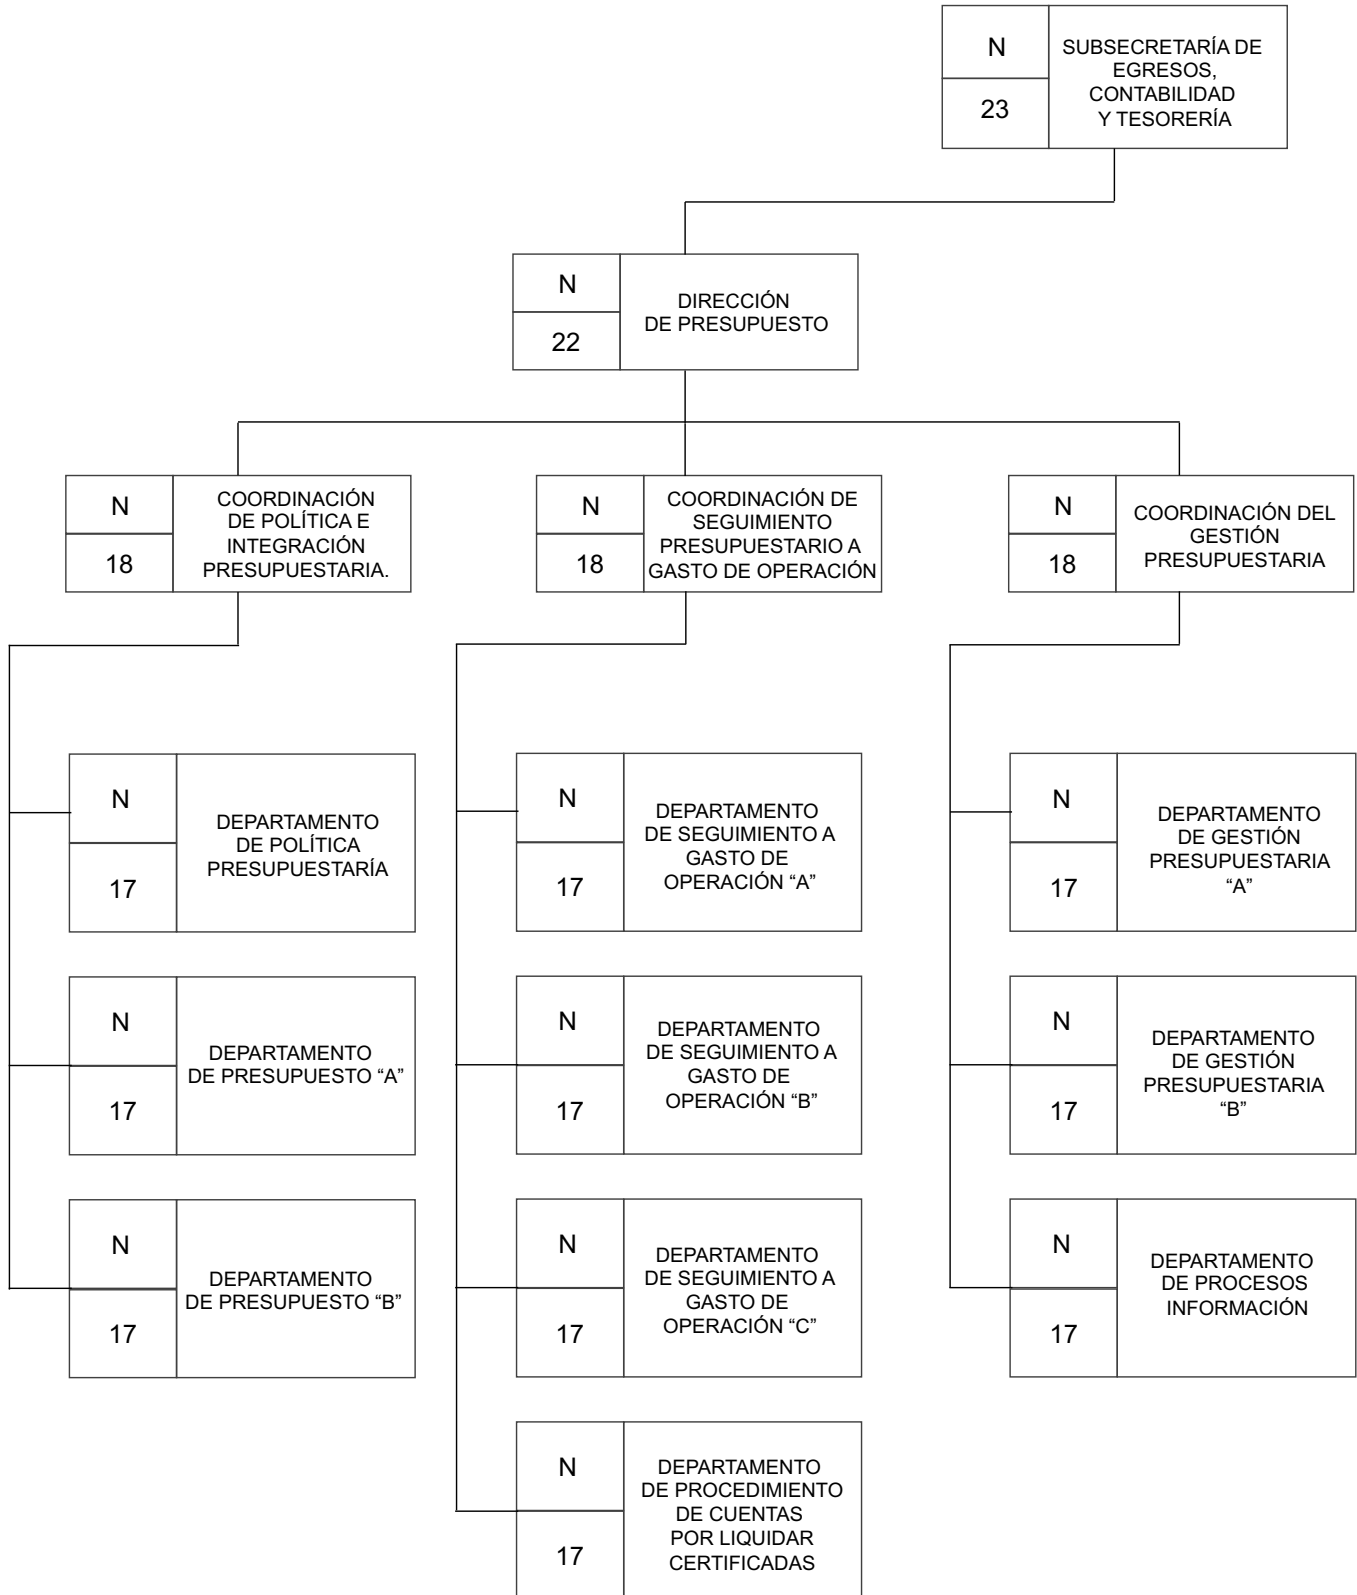 N
23
SUBSECRETARÍA DE
EGRESOS,
CONTABILIDAD
Y TESORERÍA
N
22
DIRECCIÓN
DE PRESUPUESTO
N
18
COORDINACIÓN
DE POLÍTICA E
INTEGRACIÓN
PRESUPUESTARIA.
N
18
COORDINACIÓN DE
SEGUIMIENTO
PRESUPUESTARIO A
GASTO DE OPERACIÓN
N
18
COORDINACIÓN DEL
GESTIÓN
PRESUPUESTARIA
N
17
DEPARTAMENTO
DE POLÍTICA
PRESUPUESTARÍA
N
17
DEPARTAMENTO
DE SEGUIMIENTO A
GASTO DE
OPERACIÓN “A”
N
17
DEPARTAMENTO
DE GESTIÓN
PRESUPUESTARIA
“A”
N
17
DEPARTAMENTO
DE PRESUPUESTO “A”
N
17
DEPARTAMENTO
DE SEGUIMIENTO A
GASTO DE
OPERACIÓN “B”
N
17
DEPARTAMENTO
DE GESTIÓN
PRESUPUESTARIA
“B”
N
17
DEPARTAMENTO
DE PRESUPUESTO “B”
N
17
DEPARTAMENTO
DE SEGUIMIENTO A
GASTO DE
OPERACIÓN “C”
N
17
DEPARTAMENTO
DE PROCESOS
INFORMACIÓN
N
17
DEPARTAMENTO
DE PROCEDIMIENTO
DE CUENTAS
POR LIQUIDAR
CERTIFICADAS